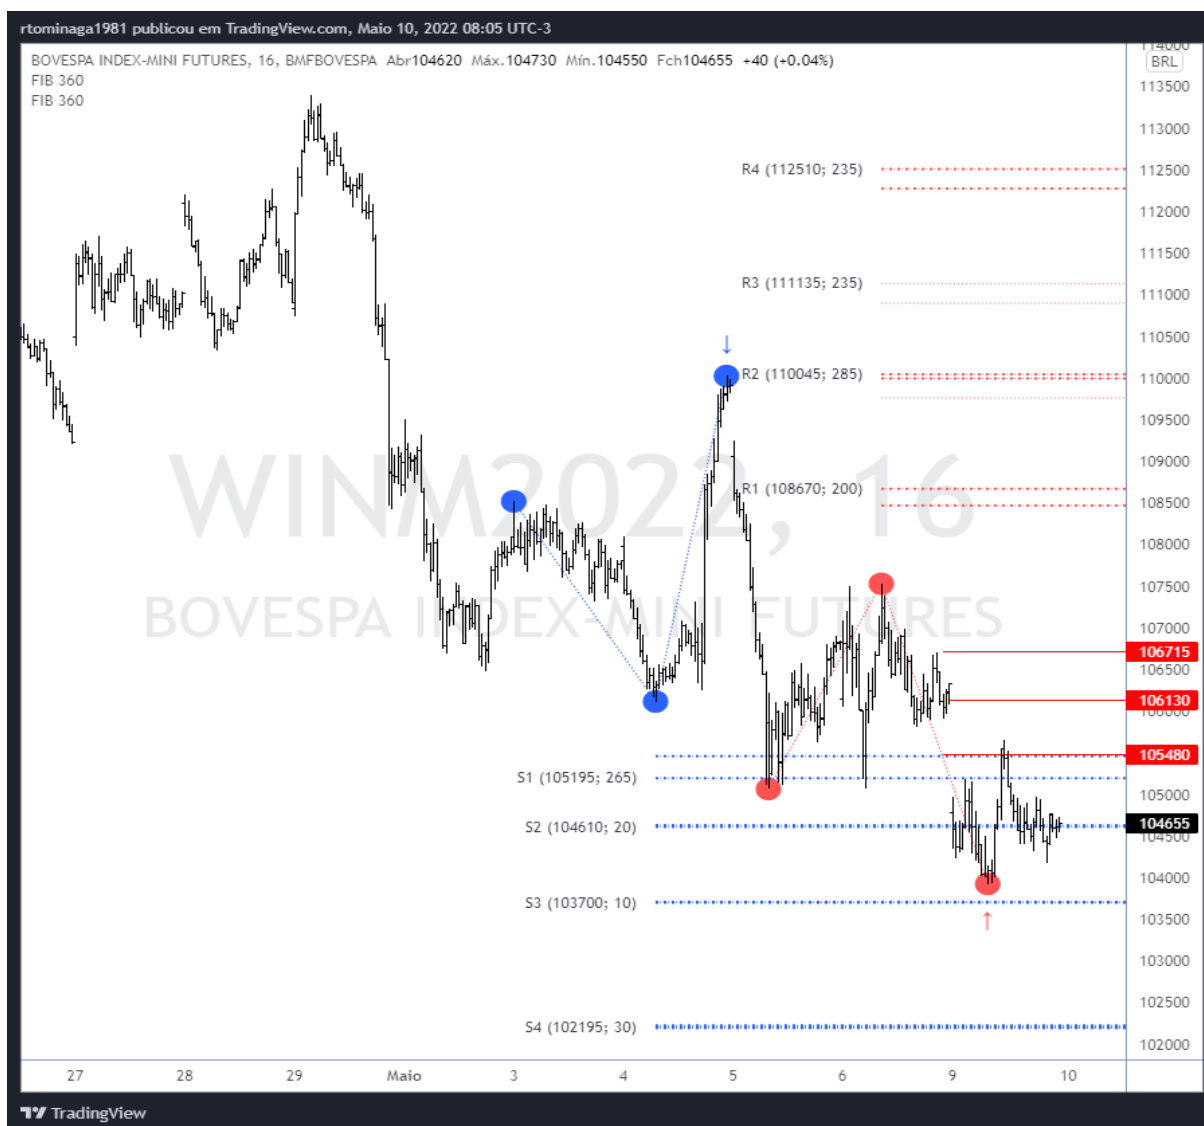 rtominaga1981 publicou em TradingView.com, Maio 10, 2022 08:05 UTC-3
BOVESPA INDEX-MINI FUTURES, 16, BMFBOVESPA Abr104620 Máx.104730 Mín.104550 Fch104655 +40 (+0.04%)
FIB 360
FIB 360
114000
BRL
113500
113000
R4 (112510; 235)
112500
112000
111500
R3 (111135; 235)
111000
110500
↓
R2 (110045; 285)
110000
109500
109000
WINM2022, 16
R1 (108670; 200)
108500
108000
107500
BOVESPA INDEX-MINI FUTURES
107000
106715
106500
106130
106000
105480
S1 (105195; 265)
105000
104655
S2 (104610; 20)
104500
104000
S3 (103700; 10)
103500
↑
103000
102500
S4 (102195; 30)
102000
27 28 29 Maio 3 4 5 6 9 10
TradingView